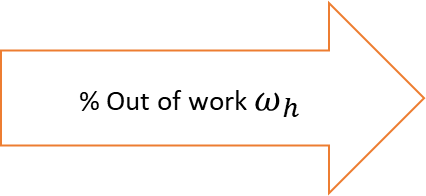 % Out of work ωₕ